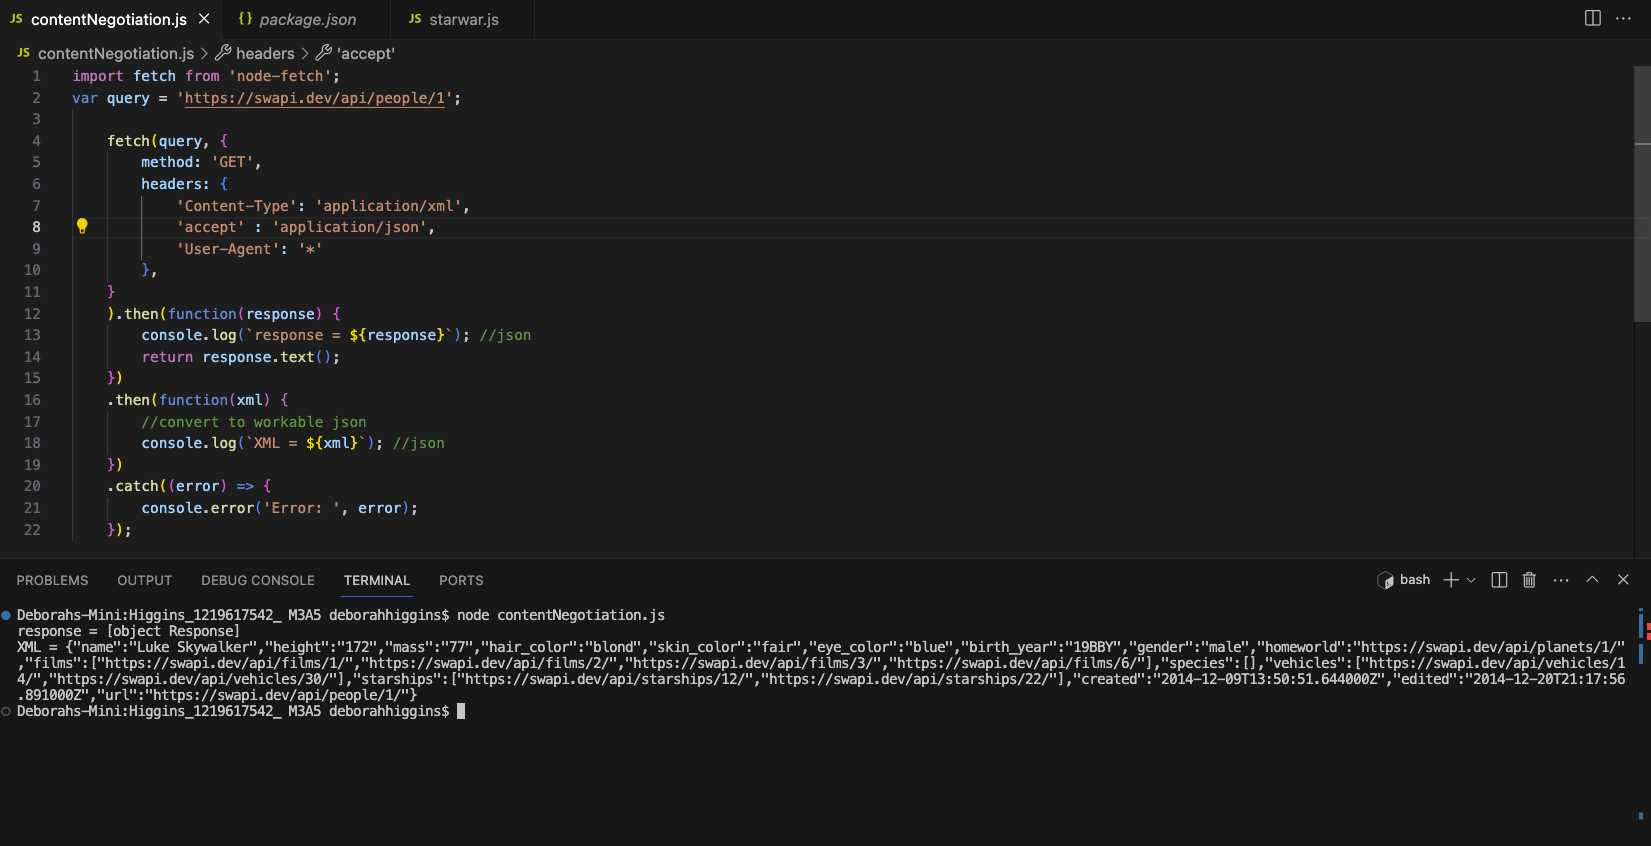 JS contentNegotiation.js × {} package.json JS starwar.js ···
JS contentNegotiation.js > headers > 'accept'
1 import fetch from 'node-fetch';
2 var query = 'https://swapi.dev/api/people/1';
3
4 fetch(query, {
5 method: 'GET',
6 headers: {
7 'Content-Type': 'application/xml',
8 'accept' : 'application/json',
9 'User-Agent': '*'
10 },
11 }
12 ).then(function(response) {
13 console.log(`response = ${response}`); //json
14 return response.text();
15 })
16 .then(function(xml) {
17 //convert to workable json
18 console.log(`XML = ${xml}`); //json
19 })
20 .catch((error) => {
21 console.error('Error: ', error);
22 });
PROBLEMS OUTPUT DEBUG CONSOLE TERMINAL PORTS bash ···
Deborahs-Mini:Higgins_1219617542_ M3A5 deborahhiggins$ node contentNegotiation.js
response = [object Response]
XML = {"name":"Luke Skywalker","height":"172","mass":"77","hair_color":"blond","skin_color":"fair","eye_color":"blue","birth_year":"19BBY","gender":"male","homeworld":"https://swapi.dev/api/planets/1/"
,"films":["https://swapi.dev/api/films/1/","https://swapi.dev/api/films/2/","https://swapi.dev/api/films/3/","https://swapi.dev/api/films/6/"],"species":[],"vehicles":["https://swapi.dev/api/vehicles/1
4/","https://swapi.dev/api/vehicles/30/"],"starships":["https://swapi.dev/api/starships/12/","https://swapi.dev/api/starships/22/"],"created":"2014-12-09T13:50:51.644000Z","edited":"2014-12-20T21:17:56
.891000Z","url":"https://swapi.dev/api/people/1/"}
Deborahs-Mini:Higgins_1219617542_ M3A5 deborahhiggins$